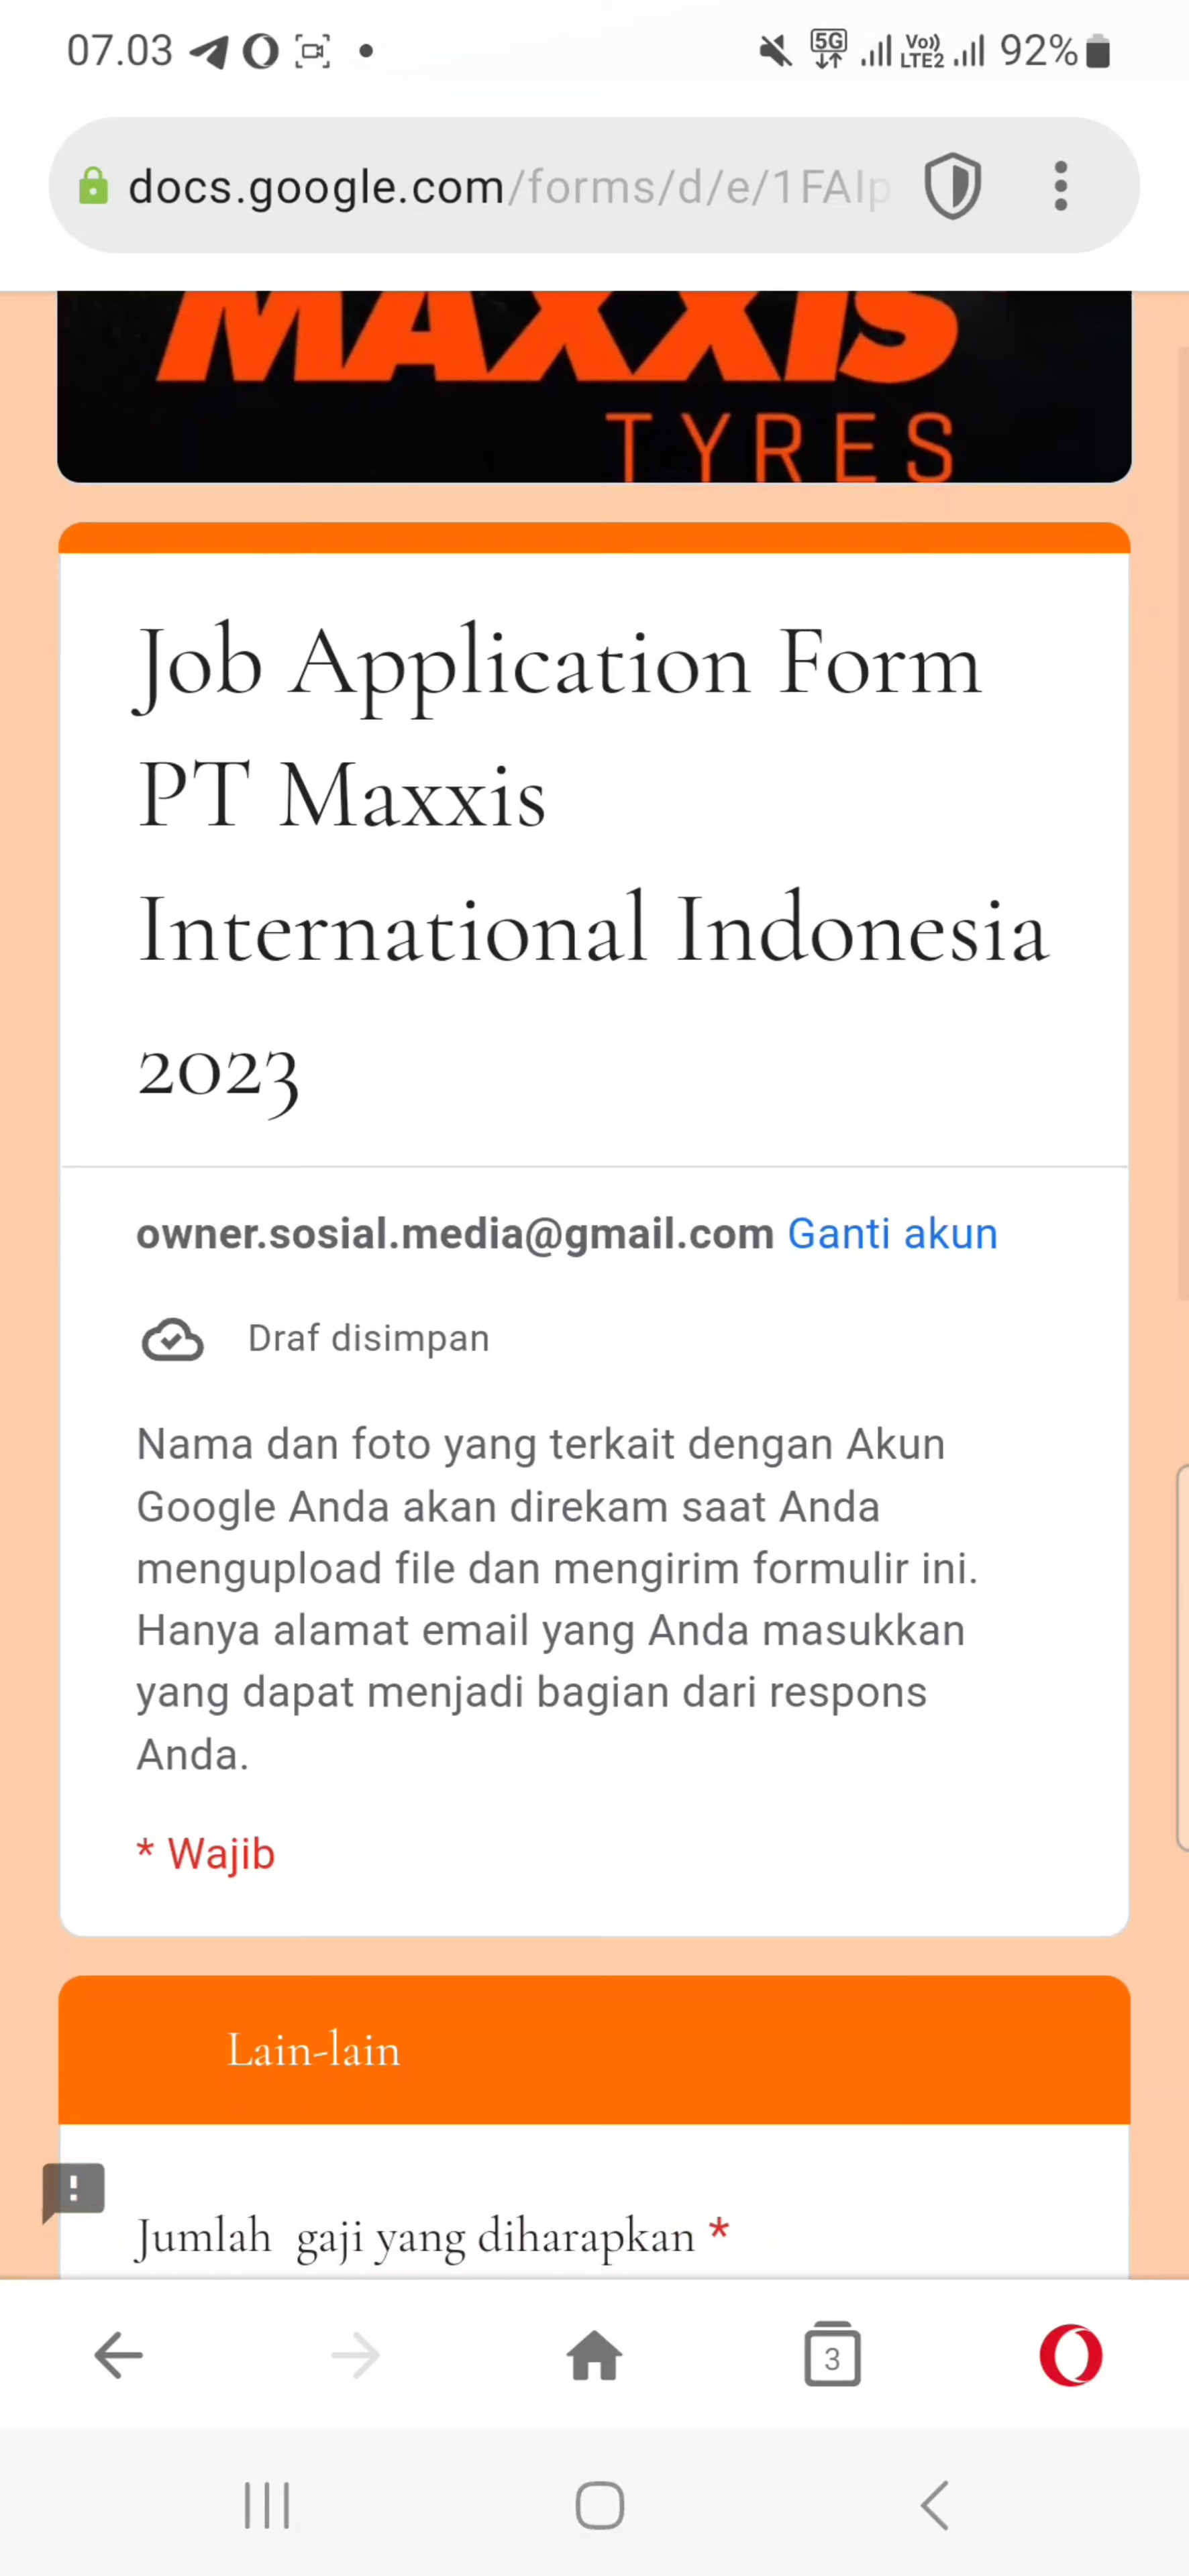 07.03
5G
Vo))
LTE2
92%
docs.google.com/forms/d/e/1FAIp
MAXXIS
TYRES
Job Application Form
PT Maxxis
International Indonesia
2023
owner.sosial.media@gmail.com Ganti akun
Draf disimpan
Nama dan foto yang terkait dengan Akun
Google Anda akan direkam saat Anda
mengupload file dan mengirim formulir ini.
Hanya alamat email yang Anda masukkan
yang dapat menjadi bagian dari respons
Anda.
* Wajib
Lain-lain
Jumlah gaji yang diharapkan *
3